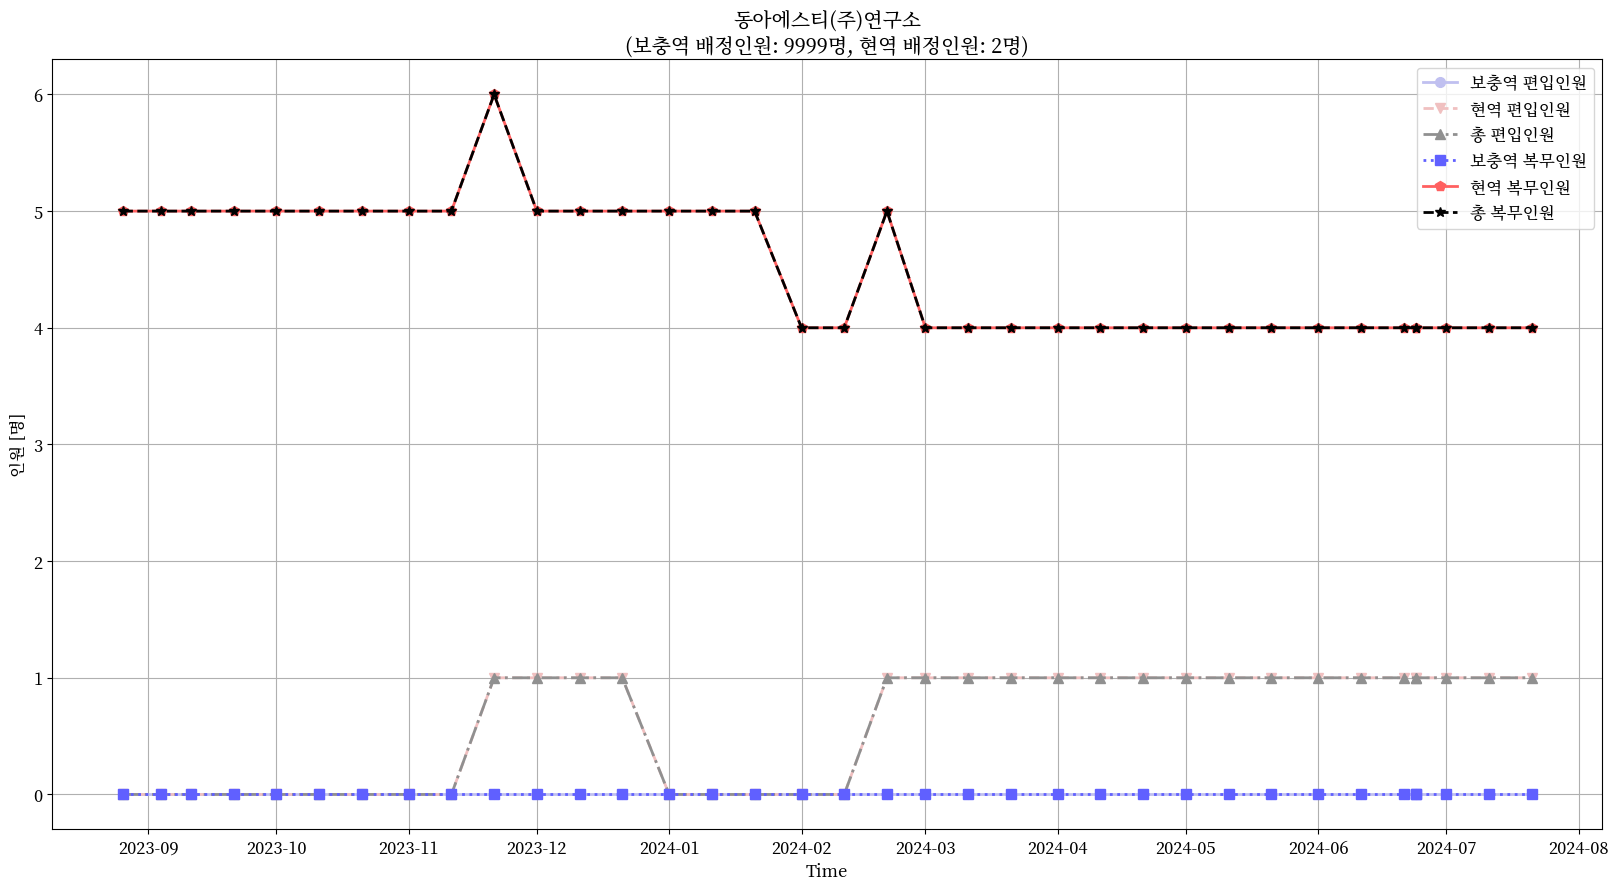 동아에스티(주)연구소
(보충역 배정인원: 9999명, 현역 배정인원: 2명)
보충역 편입인원
현역 편입인원
총 편입인원
보충역 복무인원
현역 복무인원
총 복무인원
인원 [명]
6
5
4
3
2
1
0
2023-09 2023-10 2023-11 2023-12 2024-01 2024-02 2024-03 2024-04 2024-05 2024-06 2024-07 2024-08
Time